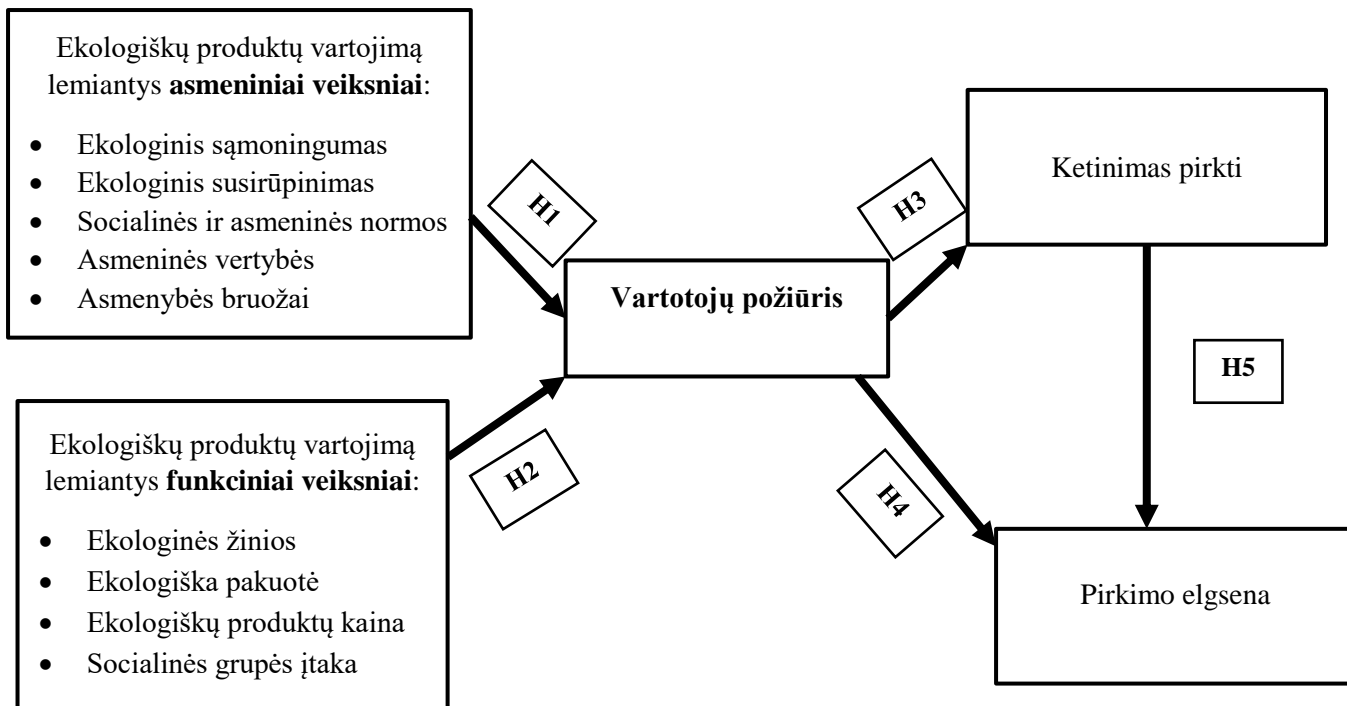 Ekologiškų produktų vartojimą
lemiantys asmeniniai veiksniai:
• Ekologinis sąmoningumas
• Ekologinis susirūpinimas
• Socialinės ir asmeninės normos
• Asmeninės vertybės
• Asmenybės bruožai
Ekologiškų produktų vartojimą
lemiantys funkciniai veiksniai:
• Ekologinės žinios
• Ekologiška pakuotė
• Ekologiškų produktų kaina
• Socialinės grupės įtaka
H1
H2
Vartotojų požiūris
H3
H4
Ketinimas pirkti
H5
Pirkimo elgsena